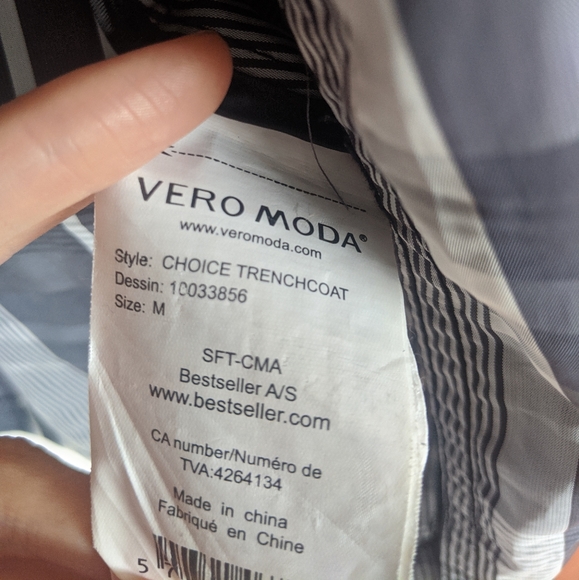 VERO MODA®
www.veromoda.com
Style: CHOICE TRENCHCOAT
Dessin: 10033856
Size: M
SFT-CMA
Bestseller A/S
www.bestseller.com
CA number/Numéro de
TVA:4264134
Made in china
Fabriqué en Chine
5